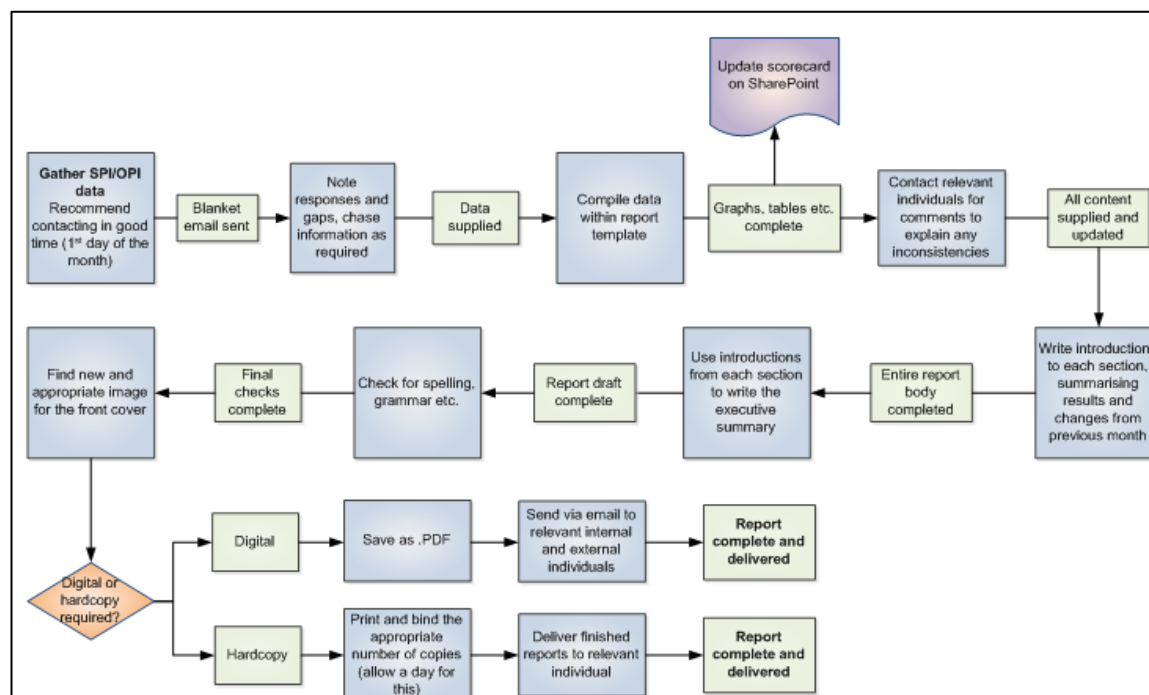 Update scorecard
on SharePoint
Gather SPI/OPI
data
Recommend
contacting in good
time (1st day of the
month)
Blanket
email sent
Note
responses and
gaps, chase
information as
required
Data
supplied
Compile data
within report
template
Graphs, tables etc.
complete
Contact relevant
individuals for
comments to
explain any
inconsistencies
All content
supplied and
updated
Write introduction
to each section,
summarising
results and
changes from
previous month
Entire report
body
completed
Use introductions
from each section
to write the
executive
summary
Report draft
complete
Check for spelling,
grammar etc.
Final
checks
complete
Find new and
appropriate image
for the front cover
Digital or
hardcopy
required?
Digital
Save as .PDF
Send via email to
relevant internal
and external
individuals
Report
complete and
delivered
Hardcopy
Print and bind the
appropriate
number of copies
(allow a day for
this)
Deliver finished
reports to relevant
individual
Report
complete and
delivered